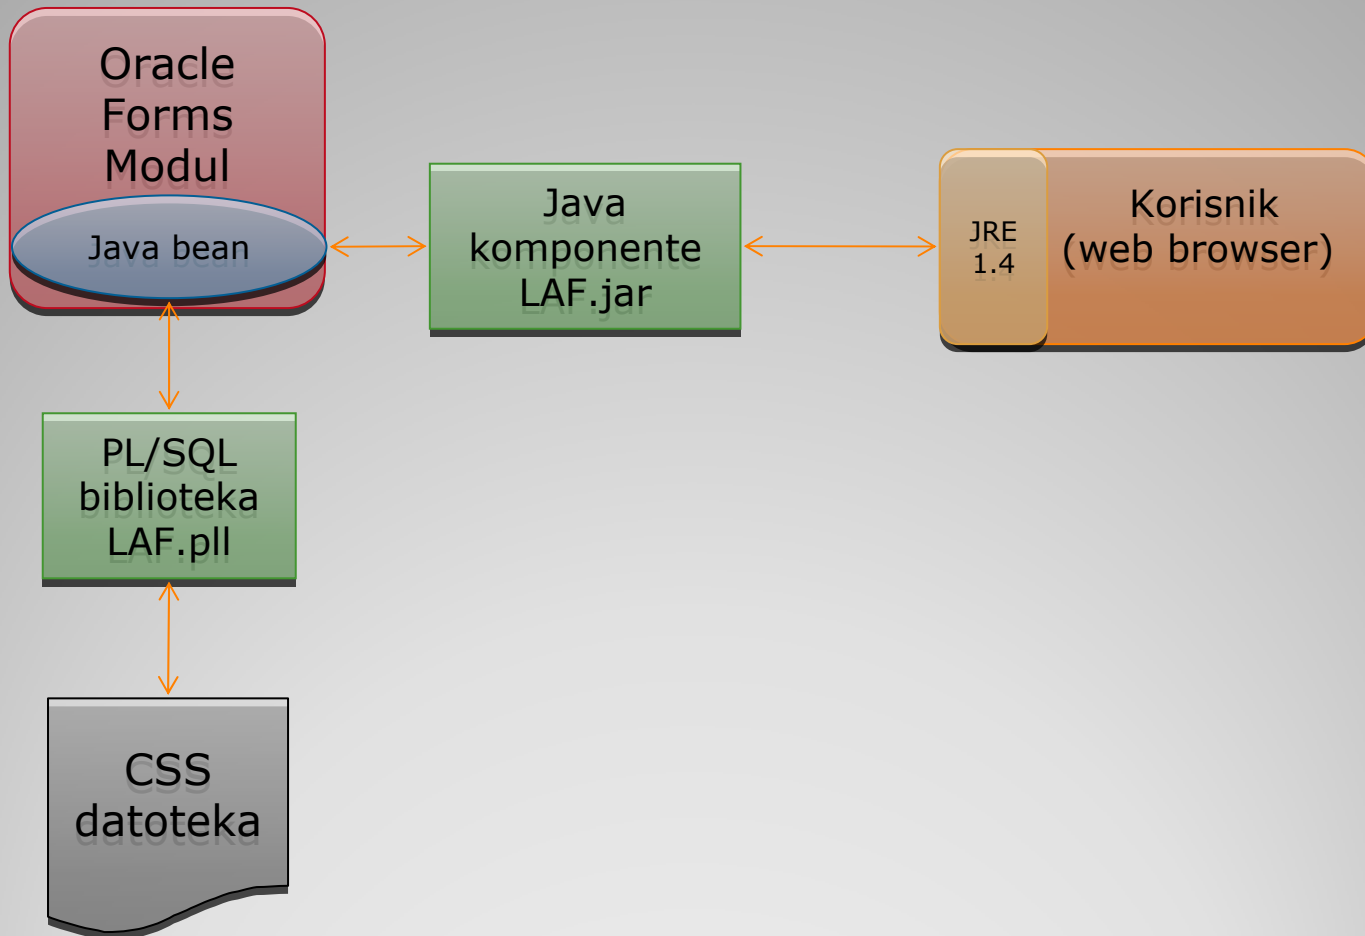 Oracle
Forms
Modul
Java bean
Java
komponente
LAF.jar
JRE
1.4
Korisnik
(web browser)
PL/SQL
biblioteka
LAF.pll
CSS
datoteka